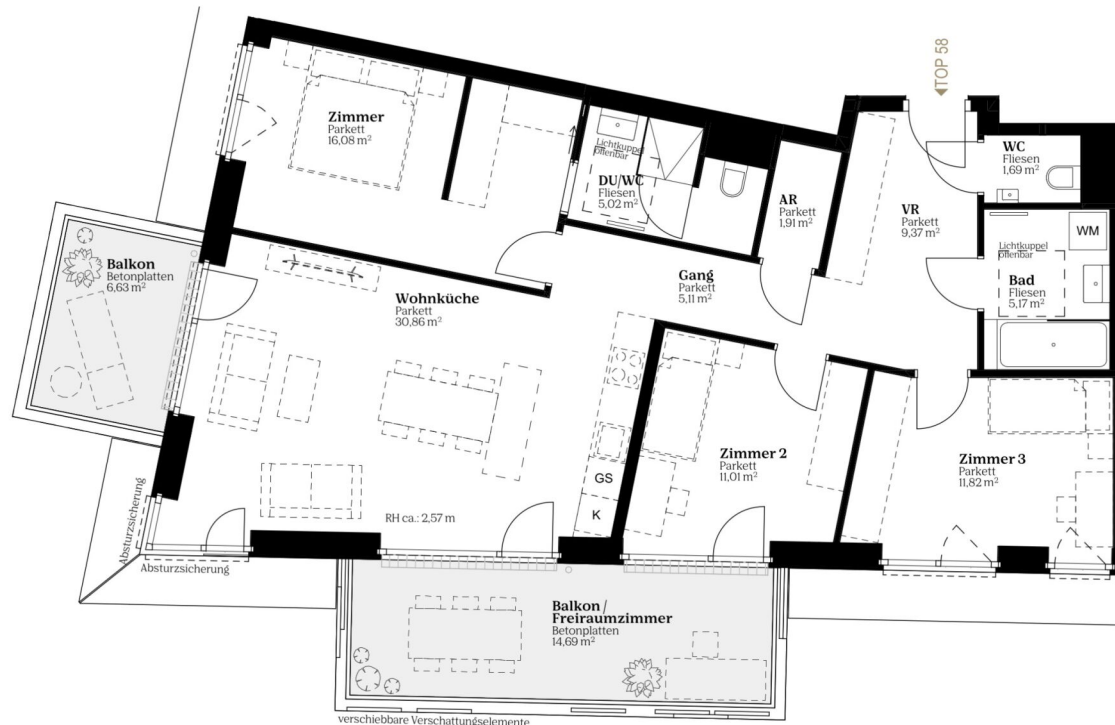 TOP 58
Zimmer
Parkett
16,08 m²
Lichtkuppel
offenbar
DU/WC
Fliesen
5,02 m²
AR
Parkett
1,91 m²
VR
Parkett
9,37 m²
WC
Fliesen
1,69 m²
WM
Lichtkuppel
offenbar
Bad
Fliesen
5,17 m²
Balkon
Betonplatten
6,63 m²
Wohnküche
Parkett
30,86 m²
Gang
Parkett
5,11 m²
Zimmer 2
Parkett
11,01 m²
Zimmer 3
Parkett
11,82 m²
GS
K
RH ca.: 2,57 m
Absturzsicherung
Absturzsicherung
Balkon /
Freiraumzimmer
Betonplatten
14,69 m²
verschiebbare Verschattungselemente